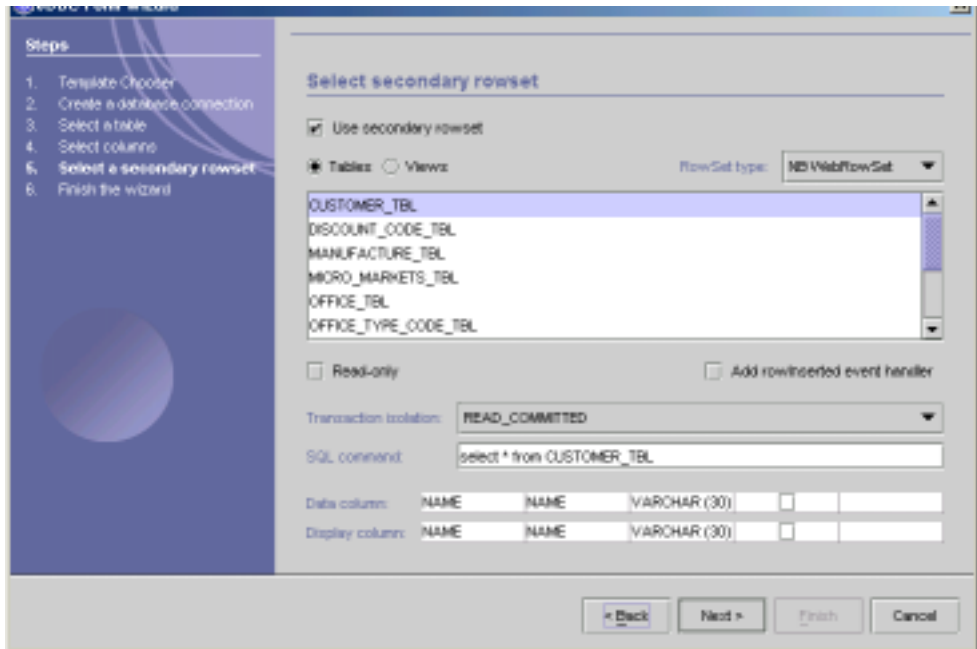 JDBC Form Wizard
Steps
1. Template Chooser
2. Create a database connection
3. Select a table
4. Select columns
5. Select a secondary rowset
6. Finish the wizard
Select secondary rowset
Use secondary rowset
Tables Views RowSet type: NB WebRowSet
CUSTOMER_TBL
DISCOUNT_CODE_TBL
MANUFACTURE_TBL
MICRO_MARKETS_TBL
OFFICE_TBL
OFFICE_TYPE_CODE_TBL
Read-only Add rowInserted event handler
Transaction isolation: READ_COMMITTED
SQL command: select * from CUSTOMER_TBL
Data column: NAME NAME VARCHAR (30)
Display column: NAME NAME VARCHAR (30)
< Back Next > Finish Cancel